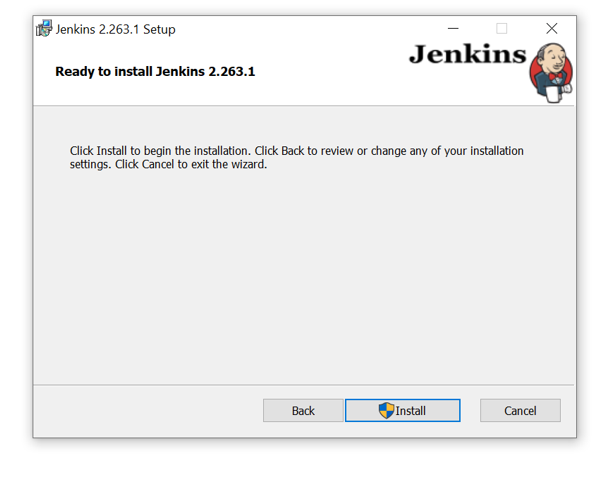 Jenkins 2.263.1 Setup
Jenkins
Ready to install Jenkins 2.263.1
Click Install to begin the installation. Click Back to review or change any of your installation
settings. Click Cancel to exit the wizard.
Back
Install
Cancel